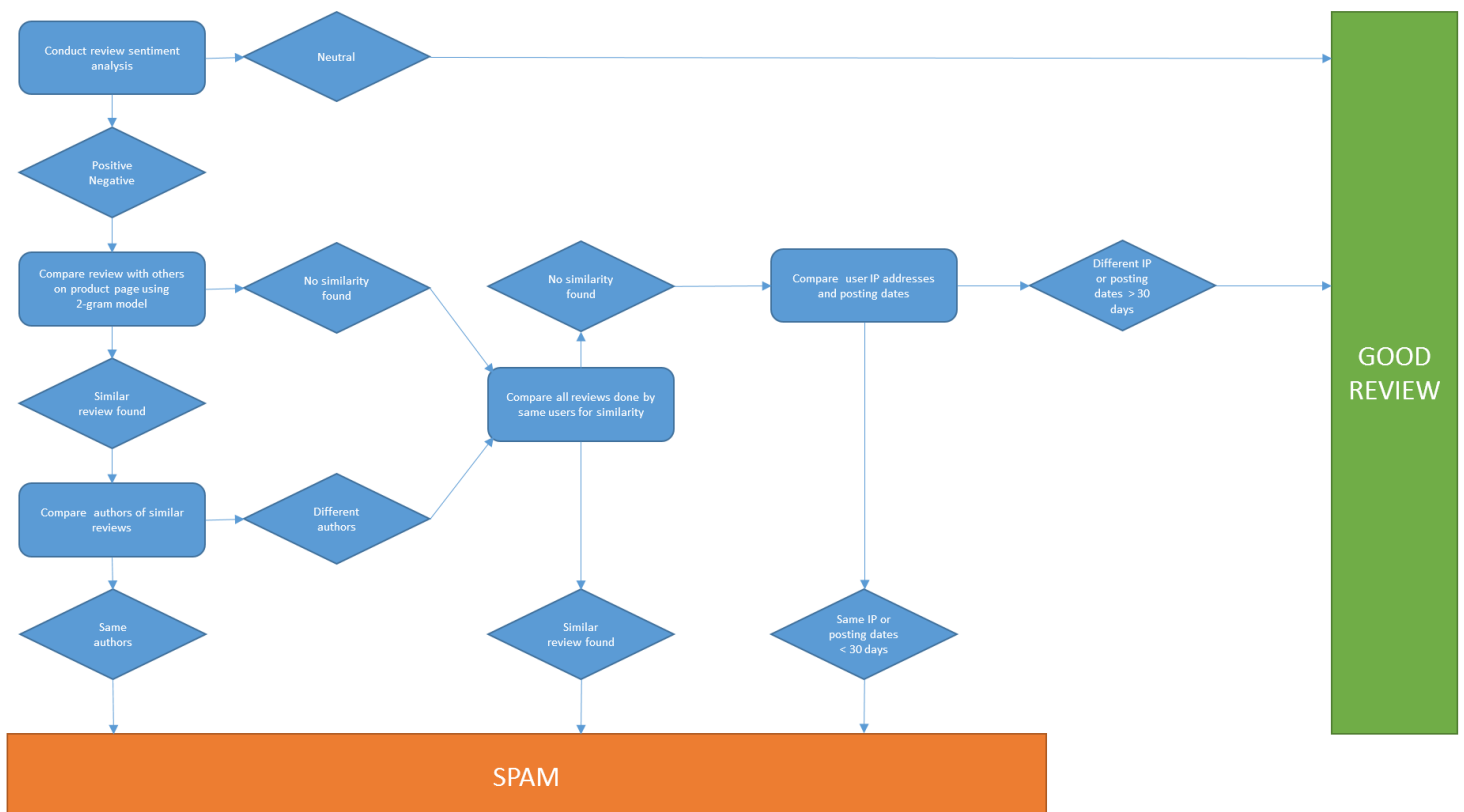 Conduct review sentiment
analysis
Neutral
Positive
Negative
Compare review with others
on product page using
2-gram model
No similarity
found
No similarity
found
Compare user IP addresses
and posting dates
Different IP
or posting
dates > 30
days
GOOD
REVIEW
Similar
review found
Compare all reviews done by
same users for similarity
Compare authors of similar
reviews
Different
authors
Same
authors
Similar
review found
Same IP or
posting dates
< 30 days
SPAM